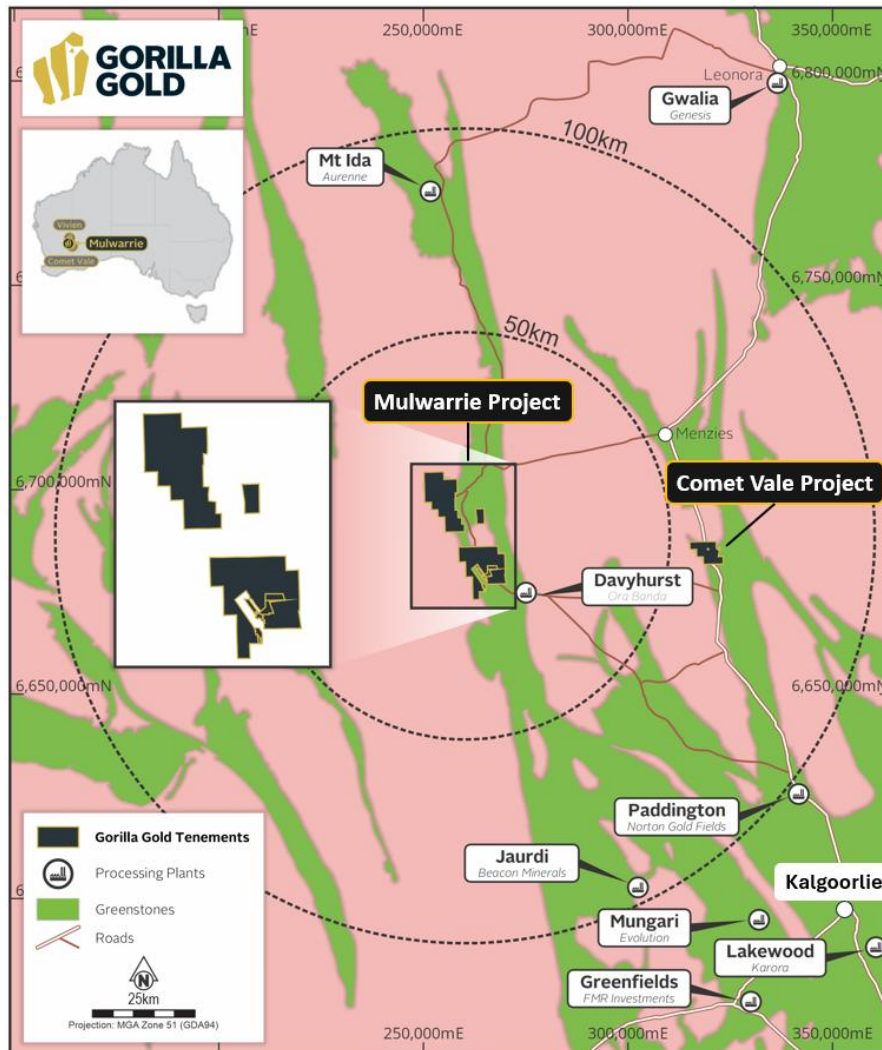 GORILLA
GOLD
250,000mE
300,000mE
350,000mE
Leonora
6,800,000mN
Gwalia
Genesis
100km
Mt Ida
Aurenne
Vivien
Mulwarrie
Comet Vale
6,750,000mN
50km
Mulwarrie Project
Menzies
6,700,000mN
Comet Vale Project
Davyhurst
Ora Banda
6,650,000mN
6,650,000mN
Paddington
Norton Gold Fields
Jaurdi
Beacon Minerals
Kalgoorlie
Mungari
Evolution
Lakewood
Karora
Greenfields
FMR Investments
Gorilla Gold Tenements
Processing Plants
Greenstones
Roads
N
25km
Projection: MGA Zone 51 (GDA94)
250,000mE
300,000mE
350,000mE